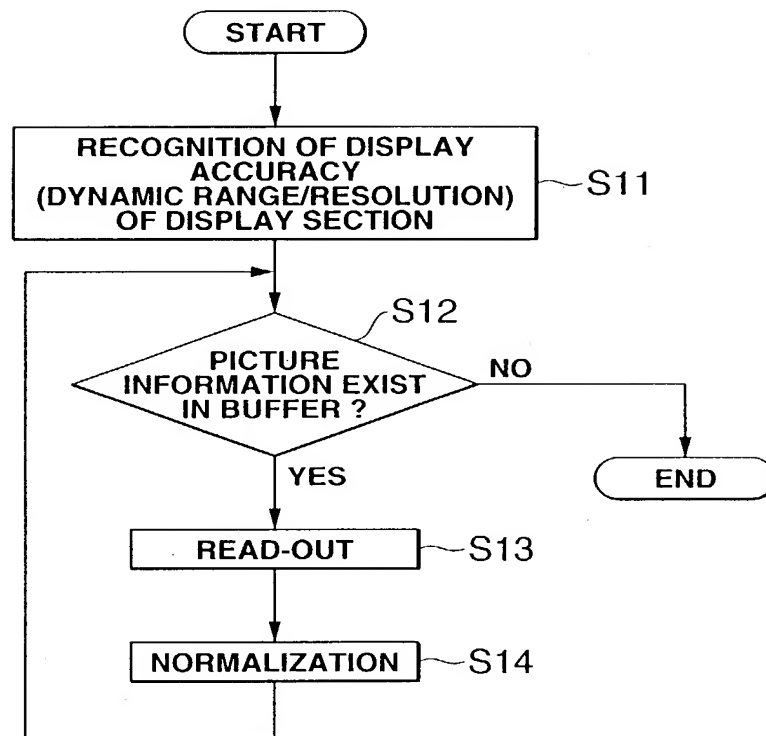 START
RECOGNITION OF DISPLAY
ACCURACY
(DYNAMIC RANGE/RESOLUTION)
OF DISPLAY SECTION
S11
S12
PICTURE
INFORMATION EXIST
IN BUFFER ?
NO
YES
END
READ-OUT
S13
NORMALIZATION
S14